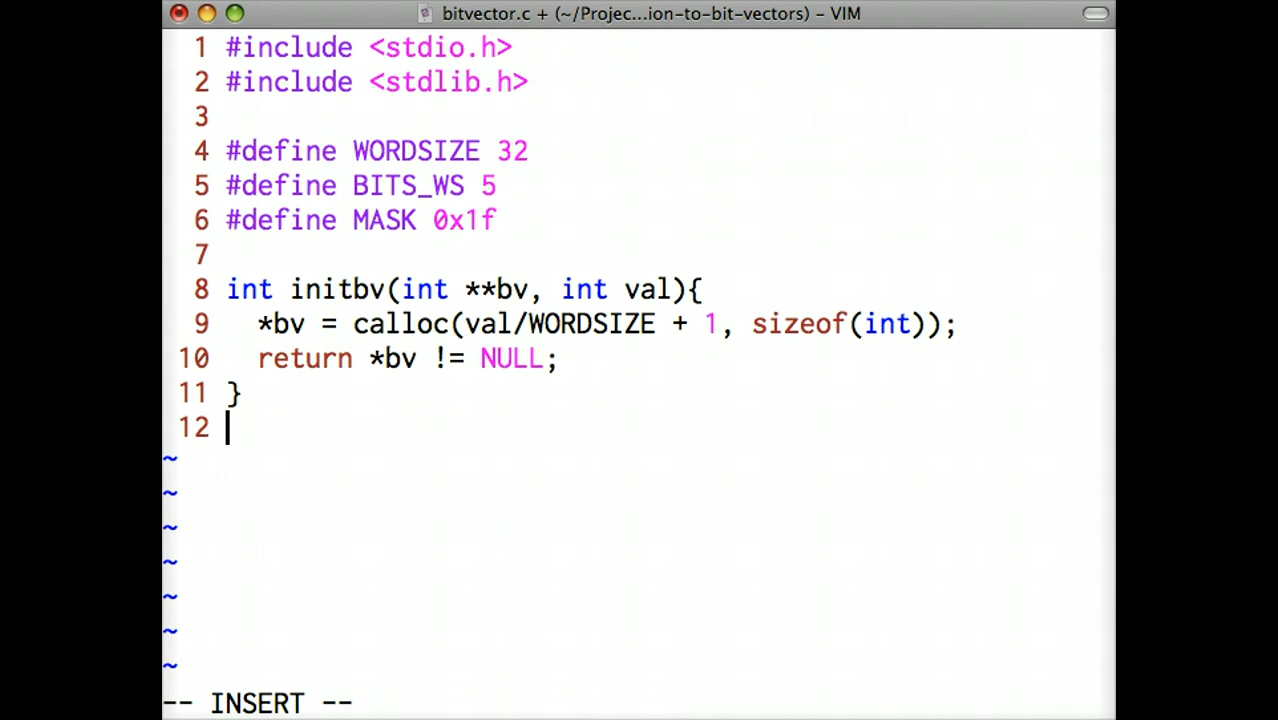 bitvector.c + (~/Projec...ion-to-bit-vectors) – VIM
1 #include <stdio.h>
2 #include <stdlib.h>
3
4 #define WORDSIZE 32
5 #define BITS_WS 5
6 #define MASK 0x1f
7
8 int initbv(int **bv, int val){
9   *bv = calloc(val/WORDSIZE + 1, sizeof(int));
10   return *bv != NULL;
11 }
12
~
~
~
~
~
~
~
-- INSERT --